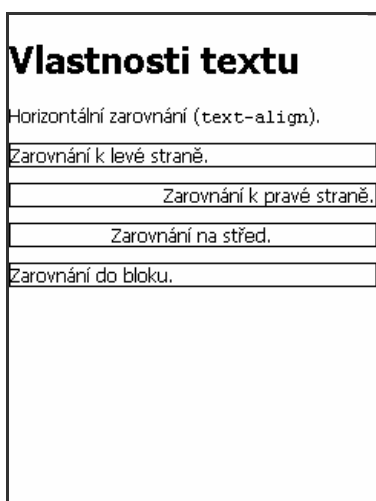 Vlastnosti textu
Horizontální zarovnání (text-align).
Zarovnání k levé straně.
Zarovnání k pravé straně.
Zarovnání na střed.
Zarovnání do bloku.